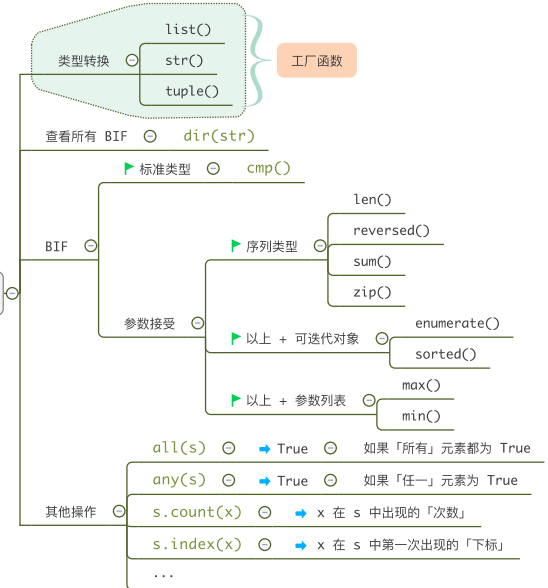 list()
类型转换
str()
tuple()
工厂函数
查看所有 BIF
dir(str)
标准类型
cmp()
BIF
参数接受
序列类型
len()
reversed()
sum()
zip()
以上 + 可迭代对象
enumerate()
sorted()
以上 + 参数列表
max()
min()
其他操作
all(s)
True
如果「所有」元素都为 True
any(s)
True
如果「任一」元素为 True
s.count(x)
x 在 s 中出现的「次数」
s.index(x)
x 在 s 中第一次出现的「下标」
...